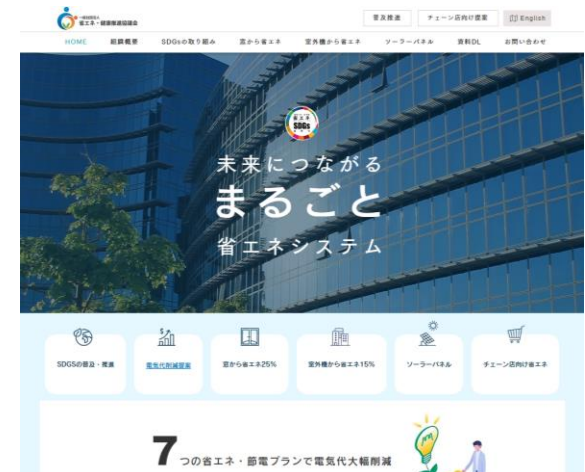 一般社団法人
省エネ・健康推進協議会
普及推進
チェーン店向け提案
English
HOME
組織概要
SDGsの取り組み
窓から省エネ
室外機から省エネ
ソーラーパネル
資料DL
お問い合わせ
省エネ
SDGs
未来につながる
まるごと
省エネシステム
SDGSの普及・推進
電気代削減提案
窓から省エネ25%
室外機から省エネ15%
ソーラーパネル
チェーン店向け省エネ
7つの省エネ・節電プランで電気代大幅削減